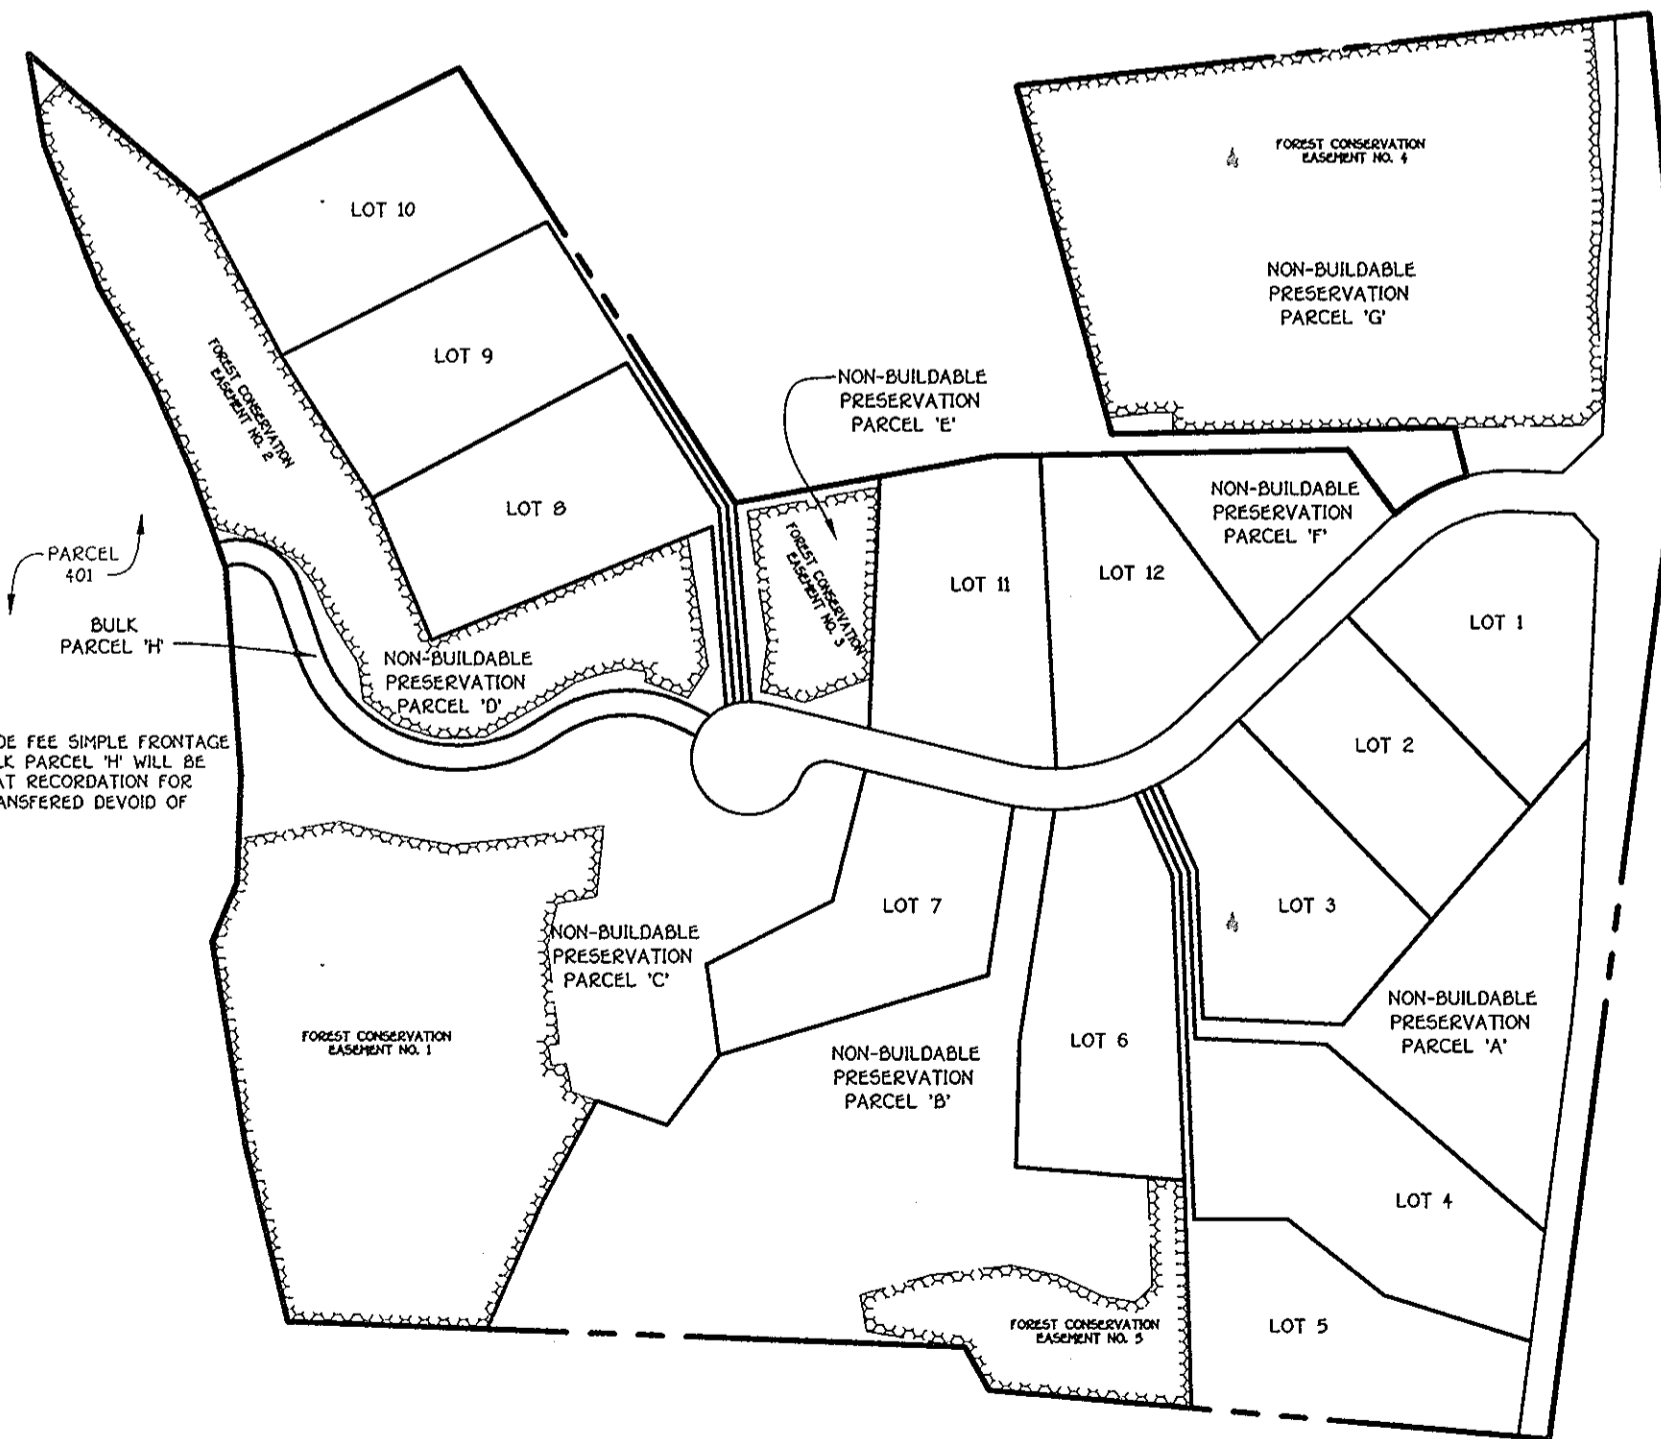 LOT 10
FOREST CONSERVATION
EASEMENT NO. 4
NON-BUILDABLE
PRESERVATION
PARCEL 'G'
LOT 9
FOREST CONSERVATION
EASEMENT NO. 2
NON-BUILDABLE
PRESERVATION
PARCEL 'E'
LOT 8
NON-BUILDABLE
PRESERVATION
PARCEL 'F'
FOREST CONSERVATION
EASEMENT NO. 3
PARCEL
401
LOT 11
LOT 12
LOT 1
BULK
PARCEL 'H'
NON-BUILDABLE
PRESERVATION
PARCEL 'D'
DE FEE SIMPLE FRONTAGE
LK PARCEL 'H' WILL BE
AT RECORDATION FOR
ANSFERED DEVOID OF
LOT 2
LOT 7
LOT 3
NON-BUILDABLE
PRESERVATION
PARCEL 'C'
FOREST CONSERVATION
EASEMENT NO. 1
NON-BUILDABLE
PRESERVATION
PARCEL 'B'
LOT 6
NON-BUILDABLE
PRESERVATION
PARCEL 'A'
LOT 4
FOREST CONSERVATION
EASEMENT NO. 5
LOT 5